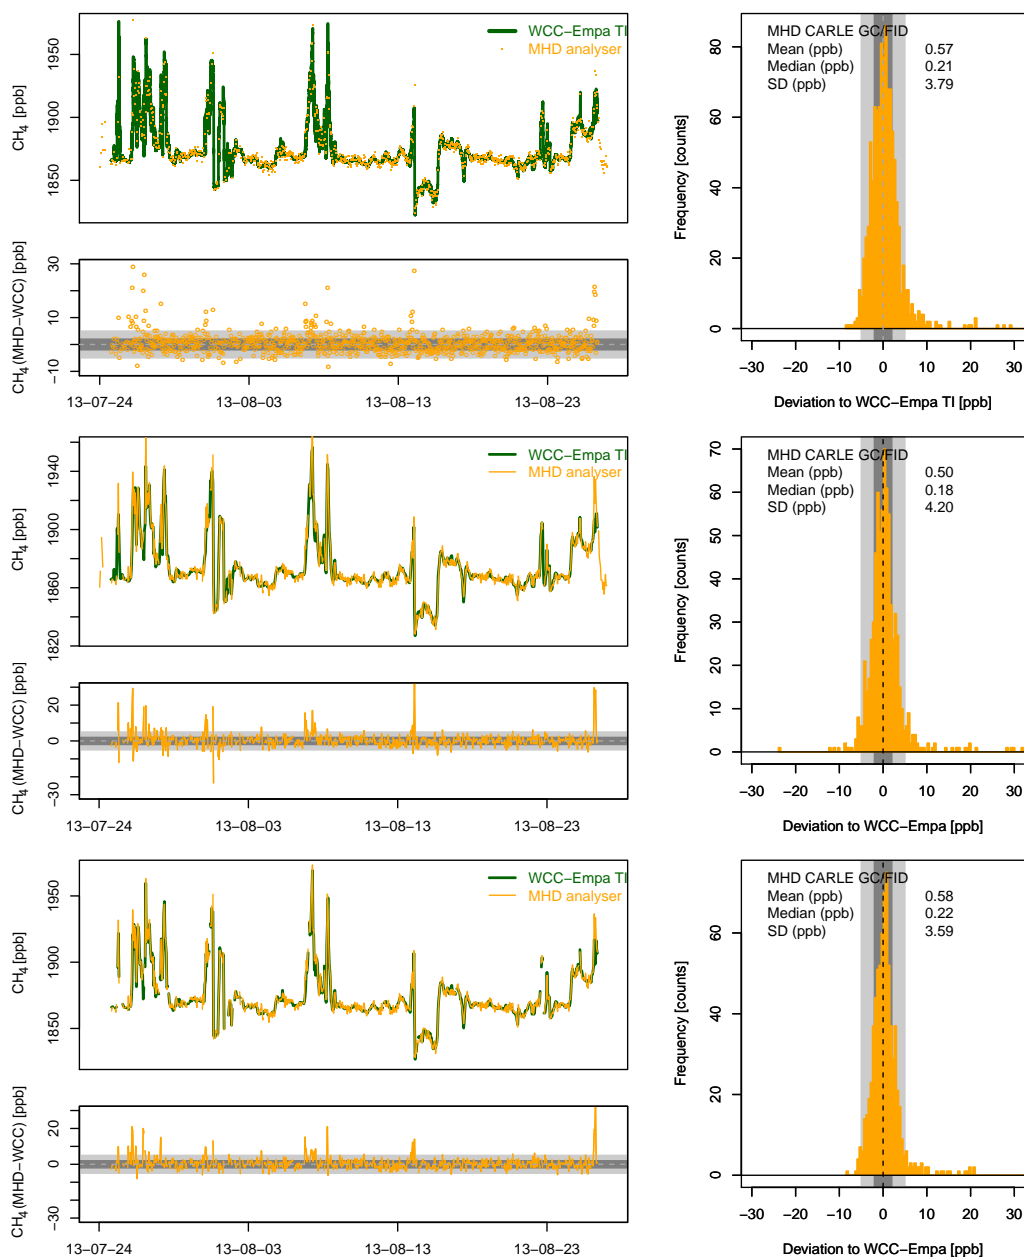 WCC−Empa TI
MHD analyser
CH4 [ppb]
1850
1900
1950
CH4 (MHD−WCC) [ppb]
−10
10
30
13−07−24
13−08−03
13−08−13
13−08−23
MHD CARLE GC/FID
Mean (ppb) 0.57
Median (ppb) 0.21
SD (ppb) 3.79
Frequency [counts]
0
20
40
60
80
−30 −20 −10 0 10 20 30
Deviation to WCC−Empa TI [ppb]
WCC−Empa TI
MHD analyser
CH4 [ppb]
1820
1860
1900
1940
CH4 (MHD−WCC) [ppb]
−30
0
20
13−07−24
13−08−03
13−08−13
13−08−23
MHD CARLE GC/FID
Mean (ppb) 0.50
Median (ppb) 0.18
SD (ppb) 4.20
Frequency [counts]
0
10
20
30
40
50
60
70
−30 −20 −10 0 10 20 30
Deviation to WCC−Empa [ppb]
WCC−Empa TI
MHD analyser
CH4 [ppb]
1850
1900
1950
CH4 (MHD−WCC) [ppb]
−30
0
20
13−07−24
13−08−03
13−08−13
13−08−23
MHD CARLE GC/FID
Mean (ppb) 0.58
Median (ppb) 0.22
SD (ppb) 3.59
Frequency [counts]
0
20
40
60
−30 −20 −10 0 10 20 30
Deviation to WCC−Empa [ppb]